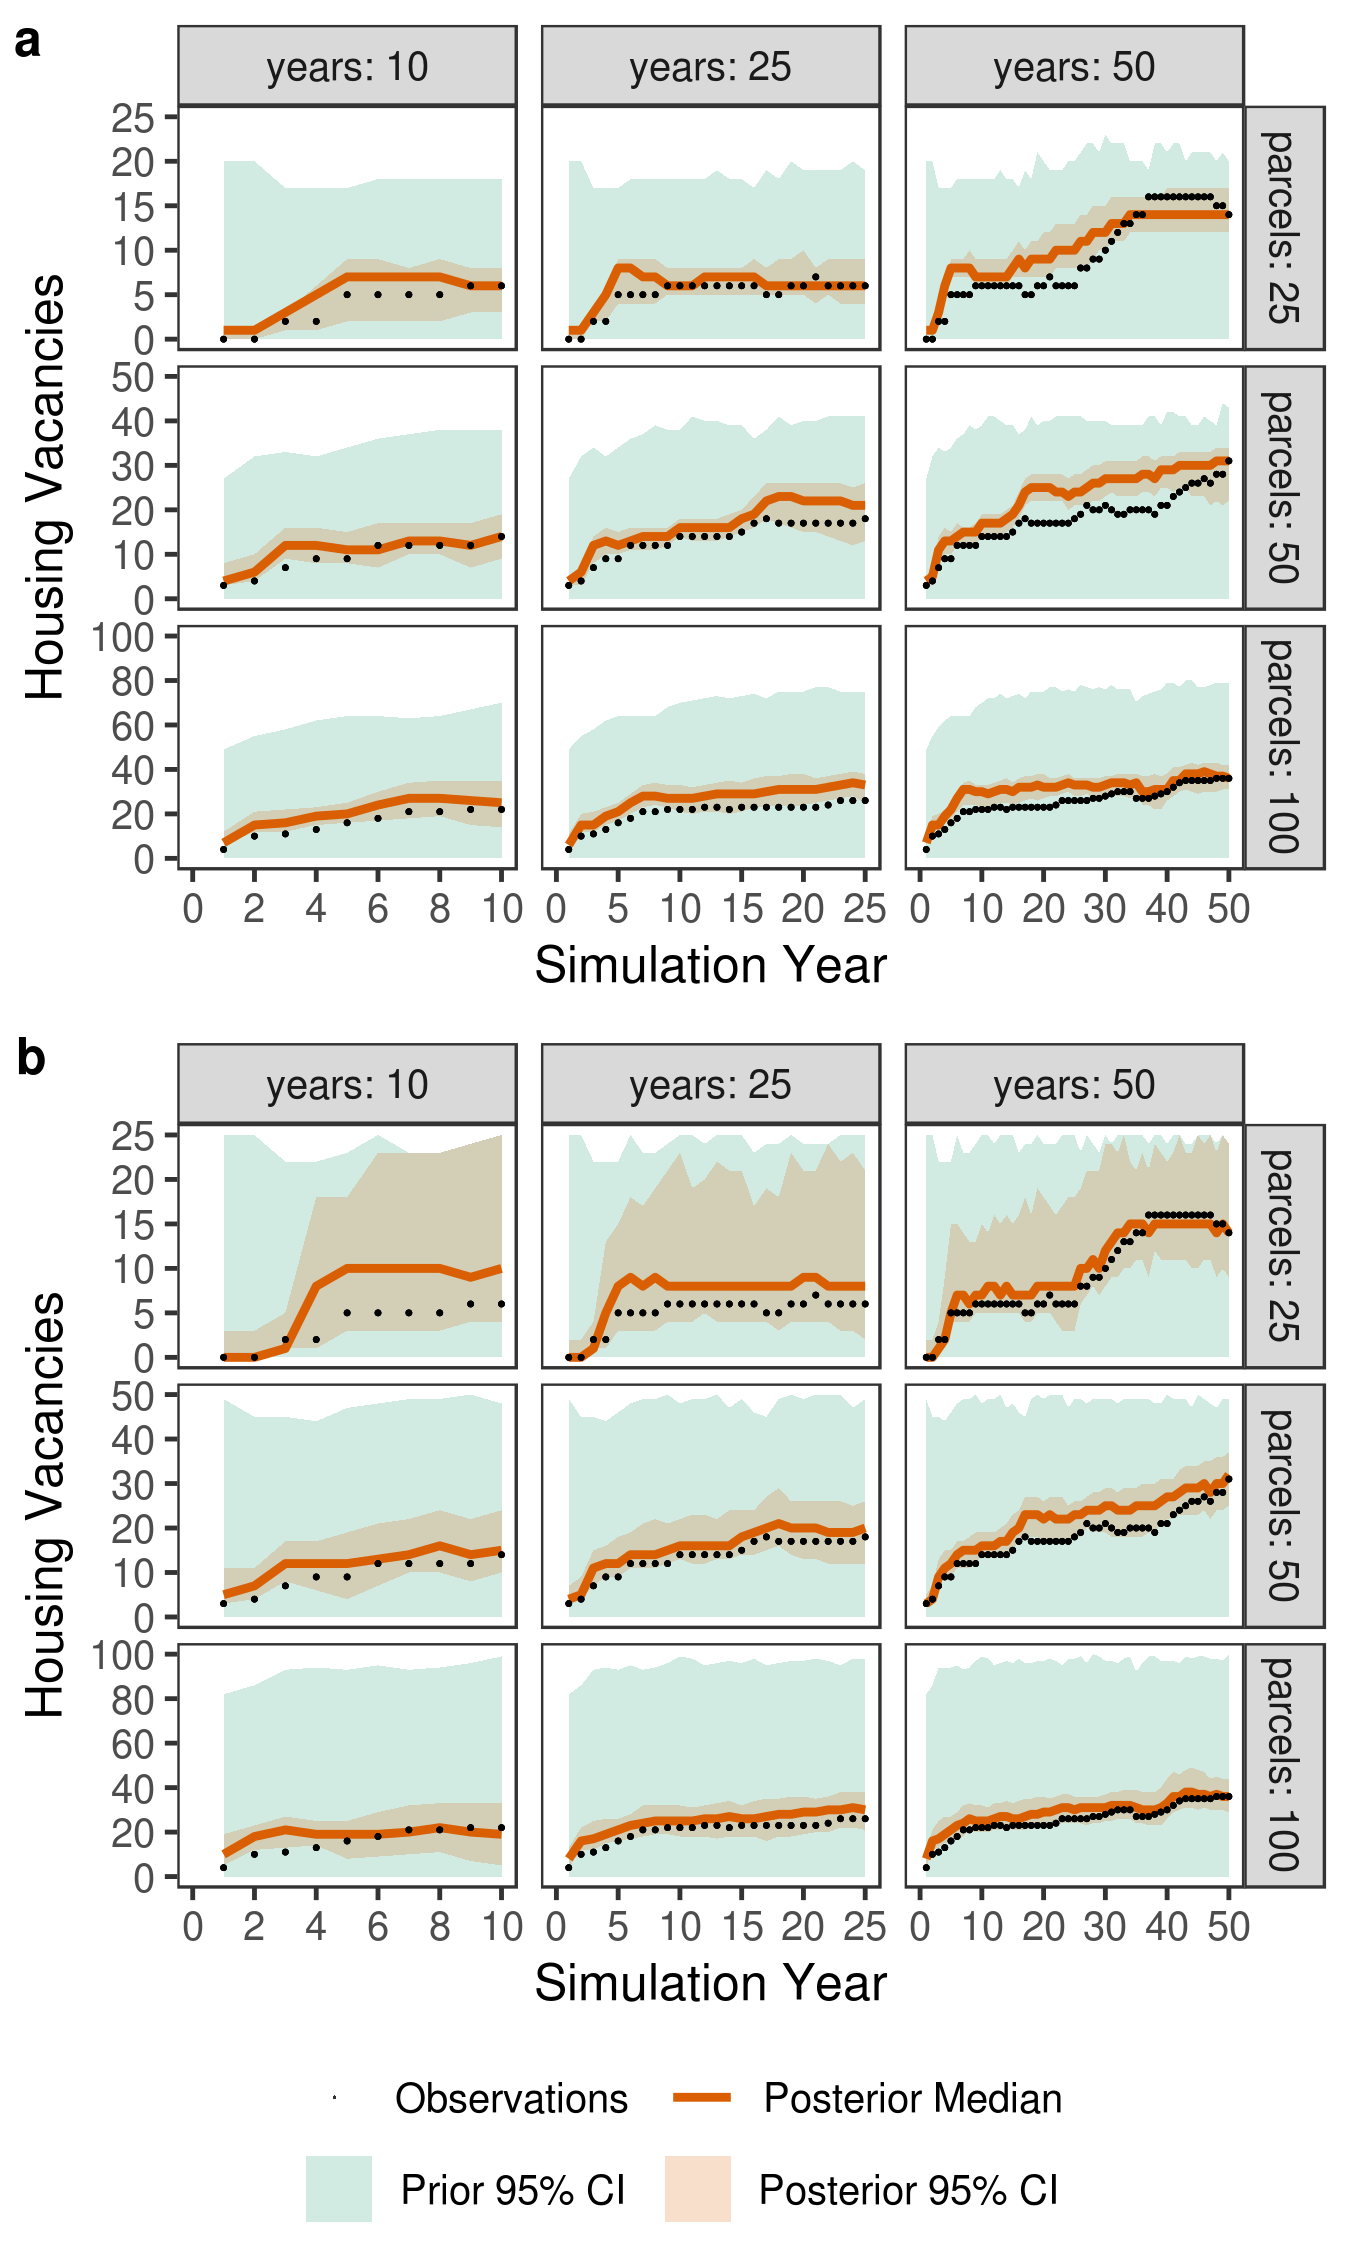 a
years: 10
years: 25
years: 50
25
20
15
10
5
0
parcels: 25
50
40
30
20
10
0
parcels: 50
100
80
60
40
20
0
parcels: 100
Housing Vacancies
0 2 4 6 8 10
0 5 10 15 20 25
0 10 20 30 40 50
Simulation Year
b
years: 10
years: 25
years: 50
25
20
15
10
5
0
parcels: 25
50
40
30
20
10
0
parcels: 50
100
80
60
40
20
0
parcels: 100
Housing Vacancies
0 2 4 6 8 10
0 5 10 15 20 25
0 10 20 30 40 50
Simulation Year
Observations
Posterior Median
Prior 95% CI
Posterior 95% CI